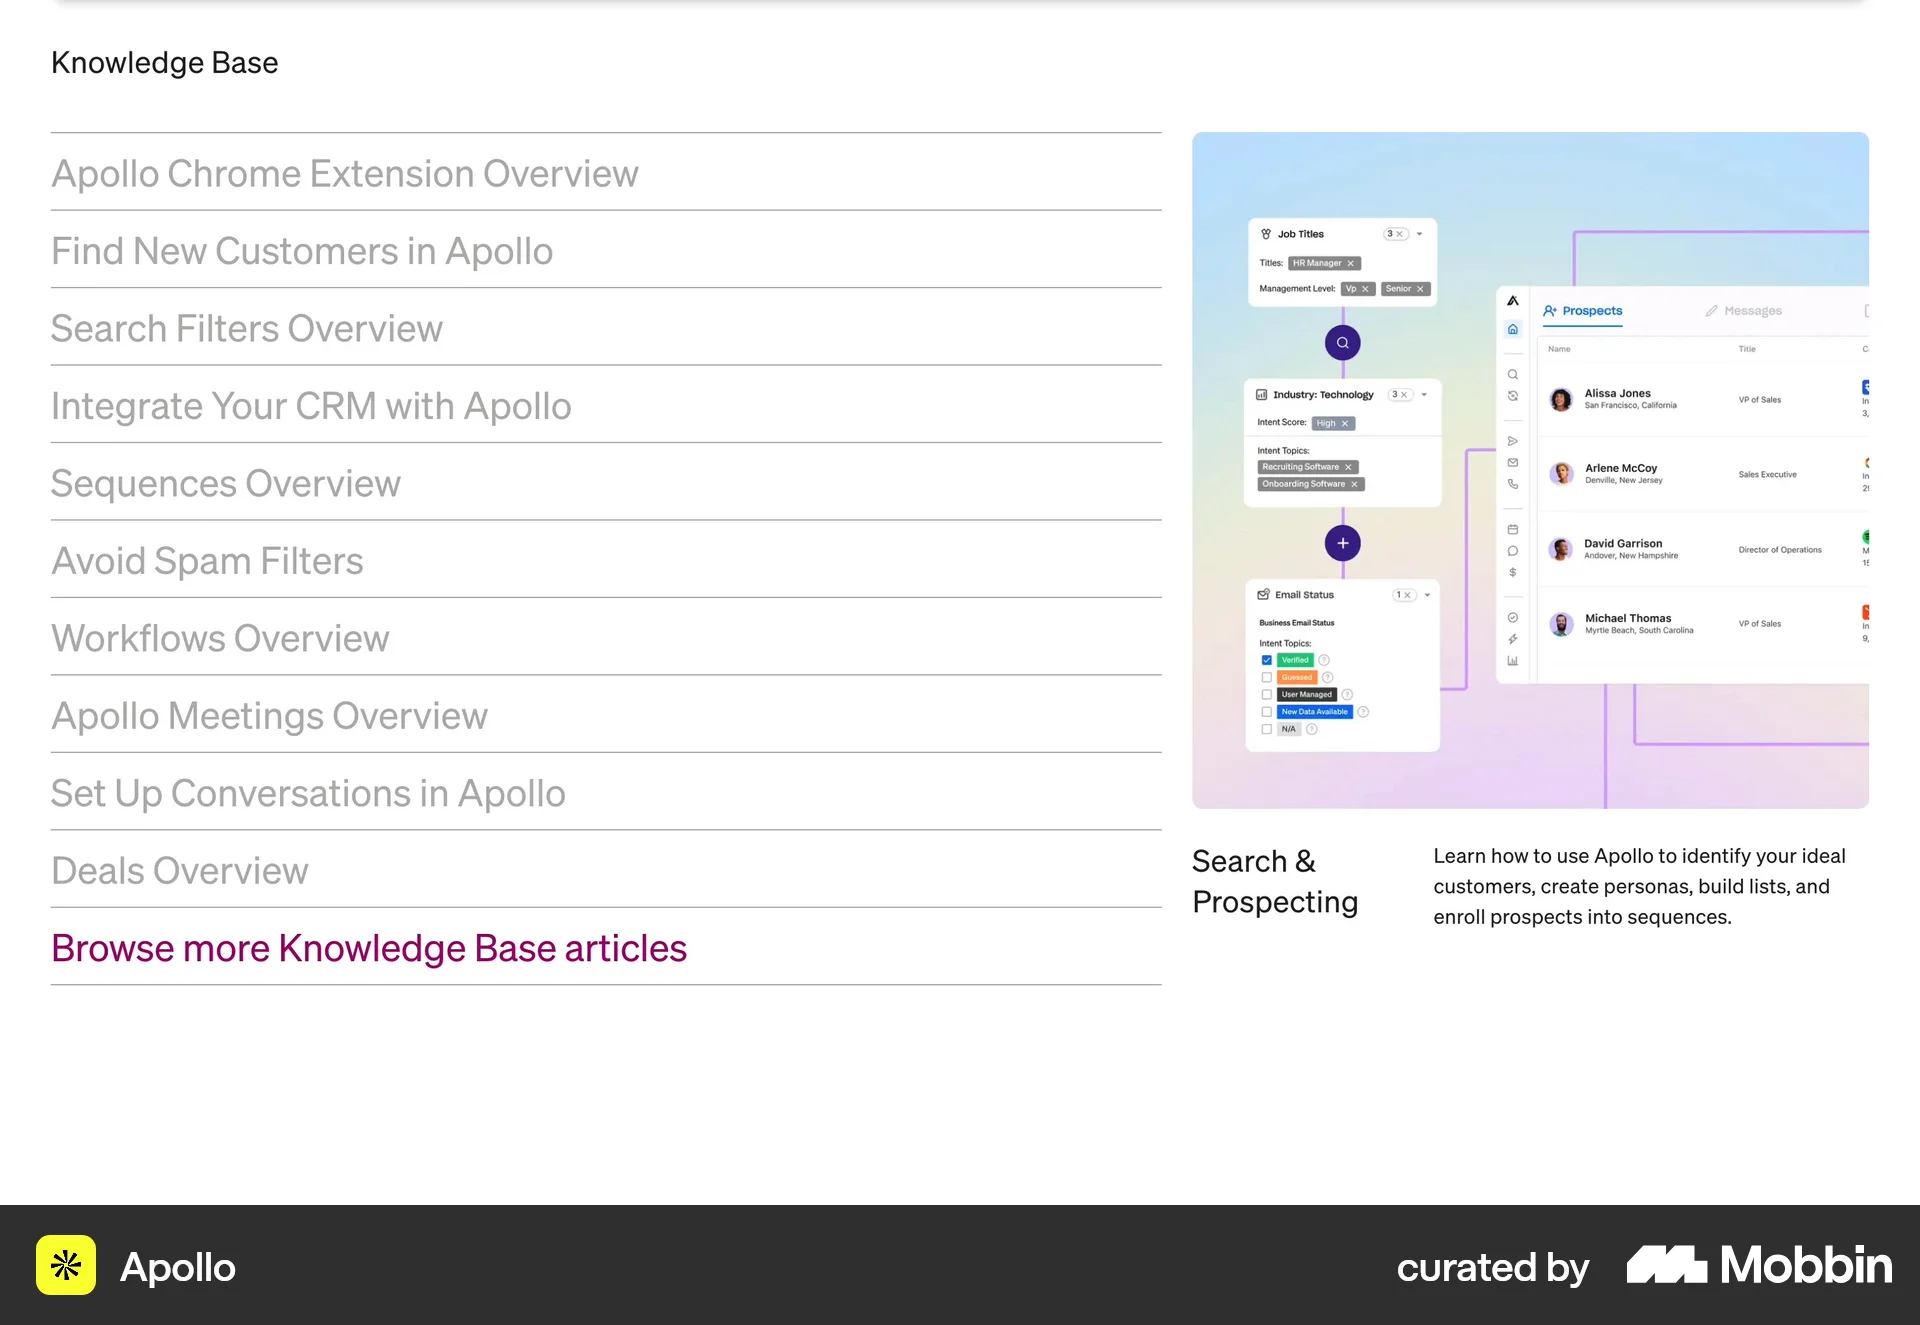 Knowledge Base
Apollo Chrome Extension Overview
Find New Customers in Apollo
Search Filters Overview
Integrate Your CRM with Apollo
Sequences Overview
Avoid Spam Filters
Workflows Overview
Apollo Meetings Overview
Set Up Conversations in Apollo
Deals Overview
Browse more Knowledge Base articles
Job Titles 3
Titles: HR Manager
Management Level: Vp Senior
Industry: Technology 3
Intent Score: High
Intent Topics:
Recruiting Software
Onboarding Software
Email Status 1
Business Email Status
Intent Topics:
Verified
Guessed
User Managed
New Data Available
N/A
Prospects Messages
Name Title
Alissa Jones
San Francisco, California
VP of Sales
Arlene McCoy
Denville, New Jersey
Sales Executive
David Garrison
Andover, New Hampshire
Director of Operations
Michael Thomas
Myrtle Beach, South Carolina
VP of Sales
Search &
Prospecting
Learn how to use Apollo to identify your ideal
customers, create personas, build lists, and
enroll prospects into sequences.
Apollo
curated by Mobbin